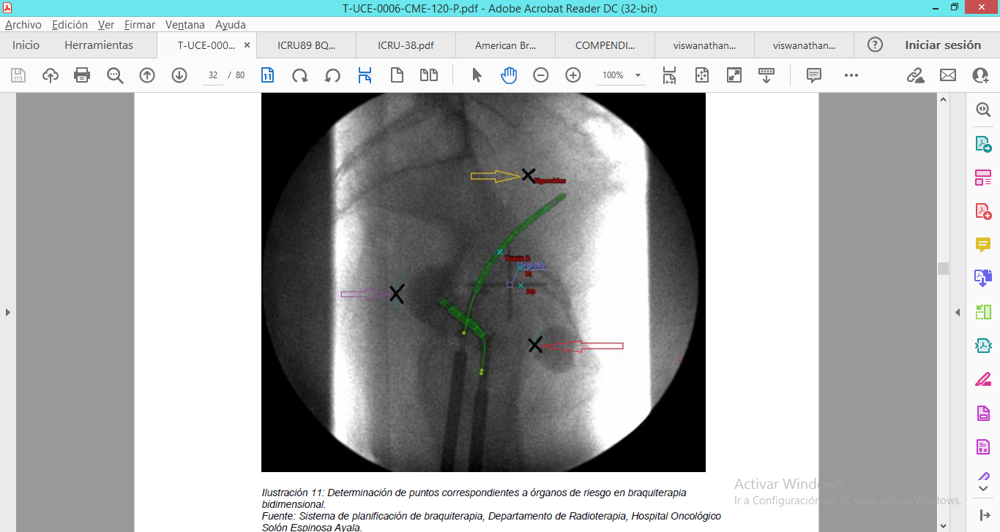 T-UCE-0006-CME-120-P.pdf - Adobe Acrobat Reader DC (32-bit)
Archivo Edición Ver Firmar Ventana Ayuda
Inicio Herramientas T-UCE-000... × ICRU89 BQ... ICRU-38.pdf American Br... COMPENDI... viswanathan... viswanathan... Iniciar sesión
32 / 80 100%
Sigmoides
Punto A
Registro
Ilustración 11: Determinación de puntos correspondientes a órganos de riesgo en braquiterapia
bidimensional.
Fuente: Sistema de planificación de braquiterapia, Departamento de Radioterapia, Hospital Oncológico
Solón Espinosa Ayala.
Activar Windows
Ir a Configuración de PC para activar Windows.